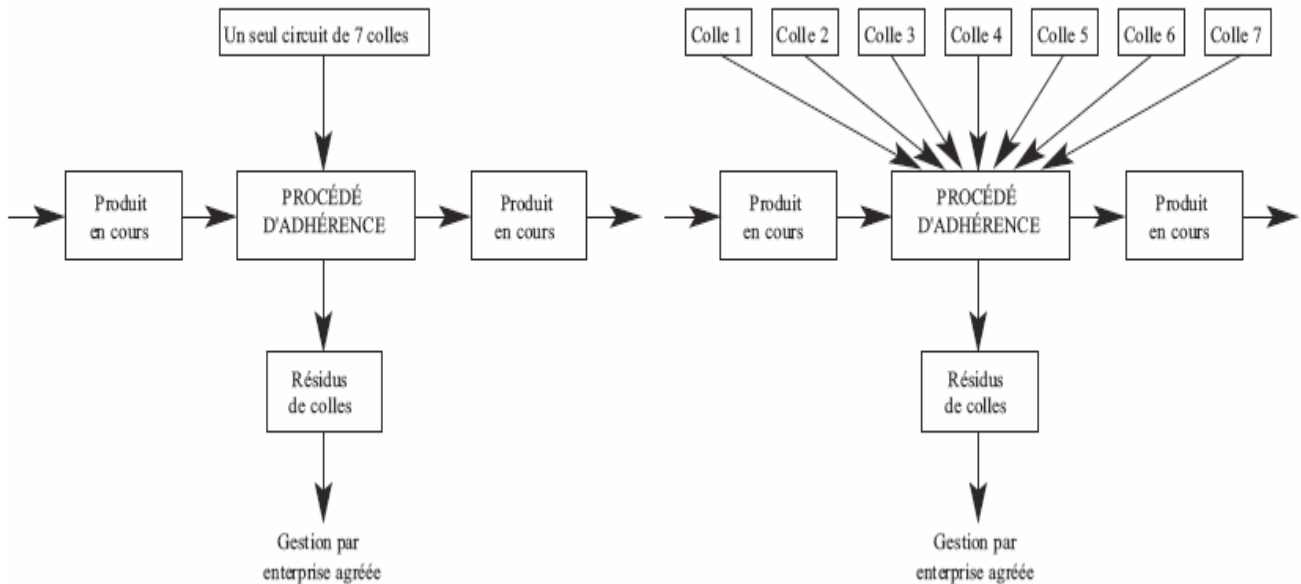 Un seul circuit de 7 colles
Produit
en cours
PROCÉDÉ
D'ADHÉRENCE
Produit
en cours
Résidus
de colles
Gestion par
enterprise agréée
Colle 1
Colle 2
Colle 3
Colle 4
Colle 5
Colle 6
Colle 7
Produit
en cours
PROCÉDÉ
D'ADHÉRENCE
Produit
en cours
Résidus
de colles
Gestion par
enterprise agréée